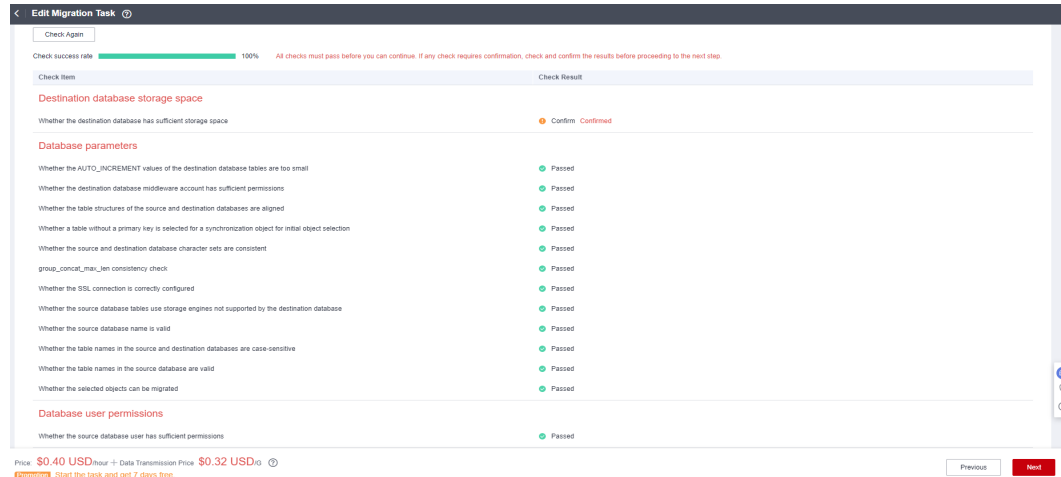 Edit Migration Task
Check Again
Check success rate 100% All checks must pass before you can continue. If any check requires confirmation, check and confirm the results before proceeding to the next step.
Check Item Check Result
Destination database storage space
Whether the destination database has sufficient storage space Confirm Confirmed
Database parameters
Whether the AUTO_INCREMENT values of the destination database tables are too small Passed
Whether the destination database middleware account has sufficient permissions Passed
Whether the table structures of the source and destination databases are aligned Passed
Whether a table without a primary key is selected for a synchronization object for initial object selection Passed
Whether the source and destination database character sets are consistent Passed
group_concat_max_len consistency check Passed
Whether the SSL connection is correctly configured Passed
Whether the source database tables use storage engines not supported by the destination database Passed
Whether the source database name is valid Passed
Whether the table names in the source and destination databases are case-sensitive Passed
Whether the table names in the source database are valid Passed
Whether the selected objects can be migrated Passed
Database user permissions
Whether the source database user has sufficient permissions Passed
Price: $0.40 USD/hour + Data Transmission Price $0.32 USD/G
Promotion Start the task and get 7 days free.
Previous Next